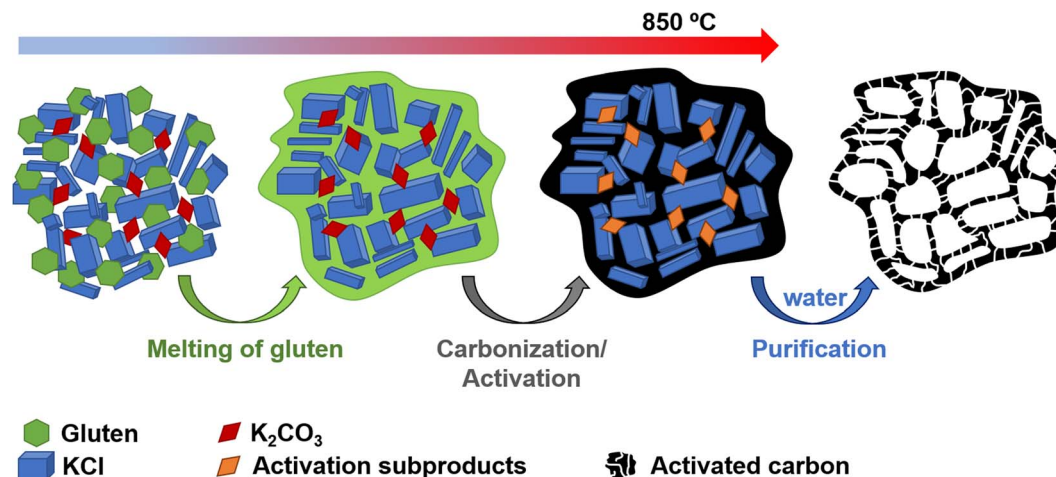 850 ºC
water
Melting of gluten
Carbonization/
Activation
Purification
Gluten
K₂CO₃
KCl
Activation subproducts
Activated carbon